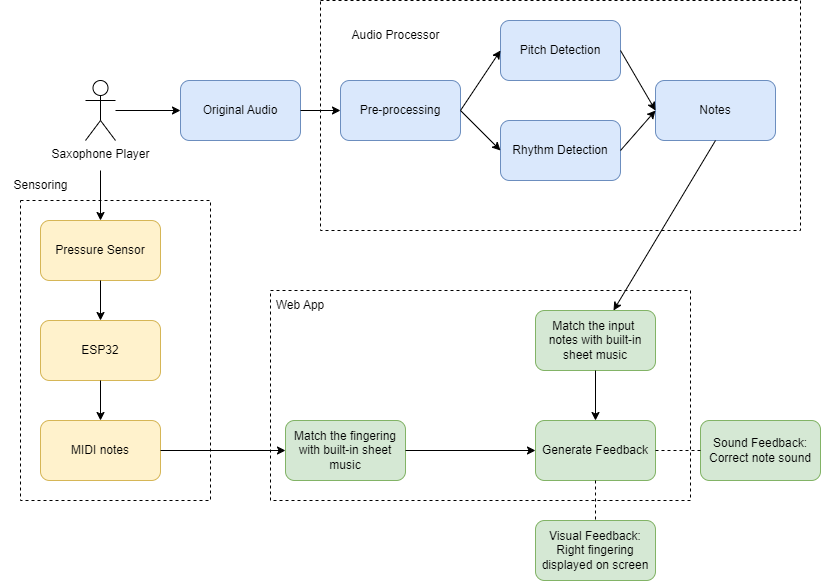 Audio Processor
Pitch Detection
Original Audio
Pre-processing
Notes
Rhythm Detection
Saxophone Player
Sensoring
Pressure Sensor
ESP32
MIDI notes
Web App
Match the input
notes with built-in
sheet music
Match the fingering
with built-in sheet
music
Generate Feedback
Sound Feedback:
Correct note sound
Visual Feedback:
Right fingering
displayed on screen